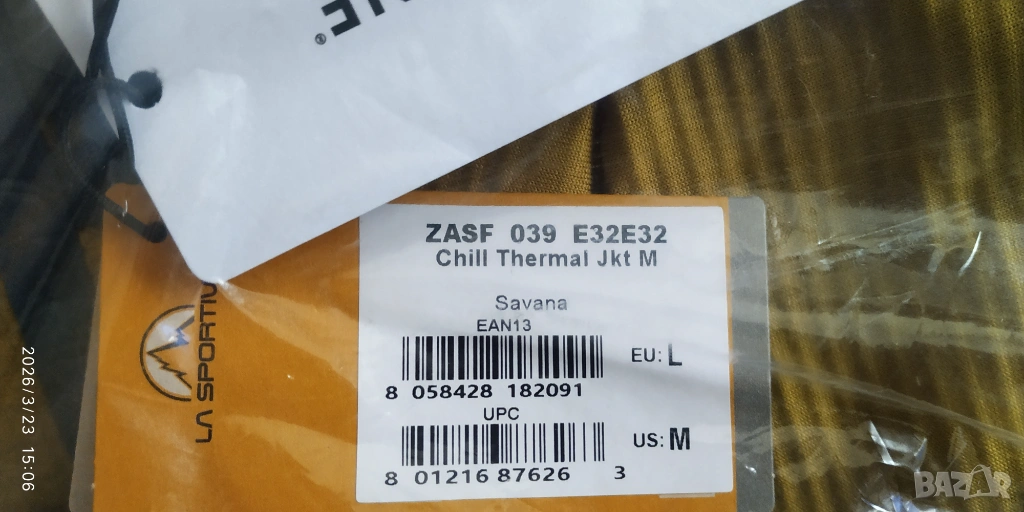 ZASF 039 E32E32
Chill Thermal Jkt M
Savana
EAN13
EU: L
8 058428 182091
UPC
US: M
8 01216 87626 3
LA SPORTIV
2026/3/23 15:06
BAZAR